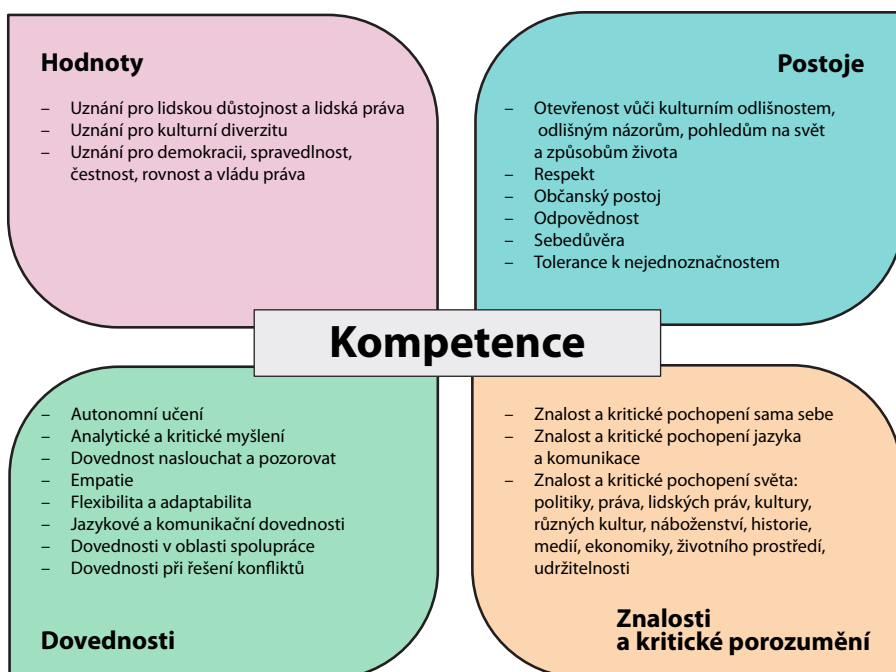 Hodnoty
– Uznání pro lidskou důstojnost a lidská práva
– Uznání pro kulturní diverzitu
– Uznání pro demokracii, spravedlnost,
čestnost, rovnost a vládu práva
Postoje
– Otevřenost vůči kulturním odlišnostem,
odlišným názorům, pohledům na svět
a způsobům života
– Respekt
– Občanský postoj
– Odpovědnost
– Sebedůvěra
– Tolerance k nejednoznačnostem
Kompetence
– Autonomní učení
– Analytické a kritické myšlení
– Dovednost naslouchat a pozorovat
– Empatie
– Flexibilita a adaptabilita
– Jazykové a komunikační dovednosti
– Dovednosti v oblasti spolupráce
– Dovednosti při řešení konfliktů
Dovednosti
– Znalost a kritické pochopení sama sebe
– Znalost a kritické pochopení jazyka
a komunikace
– Znalost a kritické pochopení světa:
politiky, práva, lidských práv, kultury,
různých kultur, náboženství, historie,
medií, ekonomiky, životního prostředí,
udržitelnosti
Znalosti
a kritické porozumění